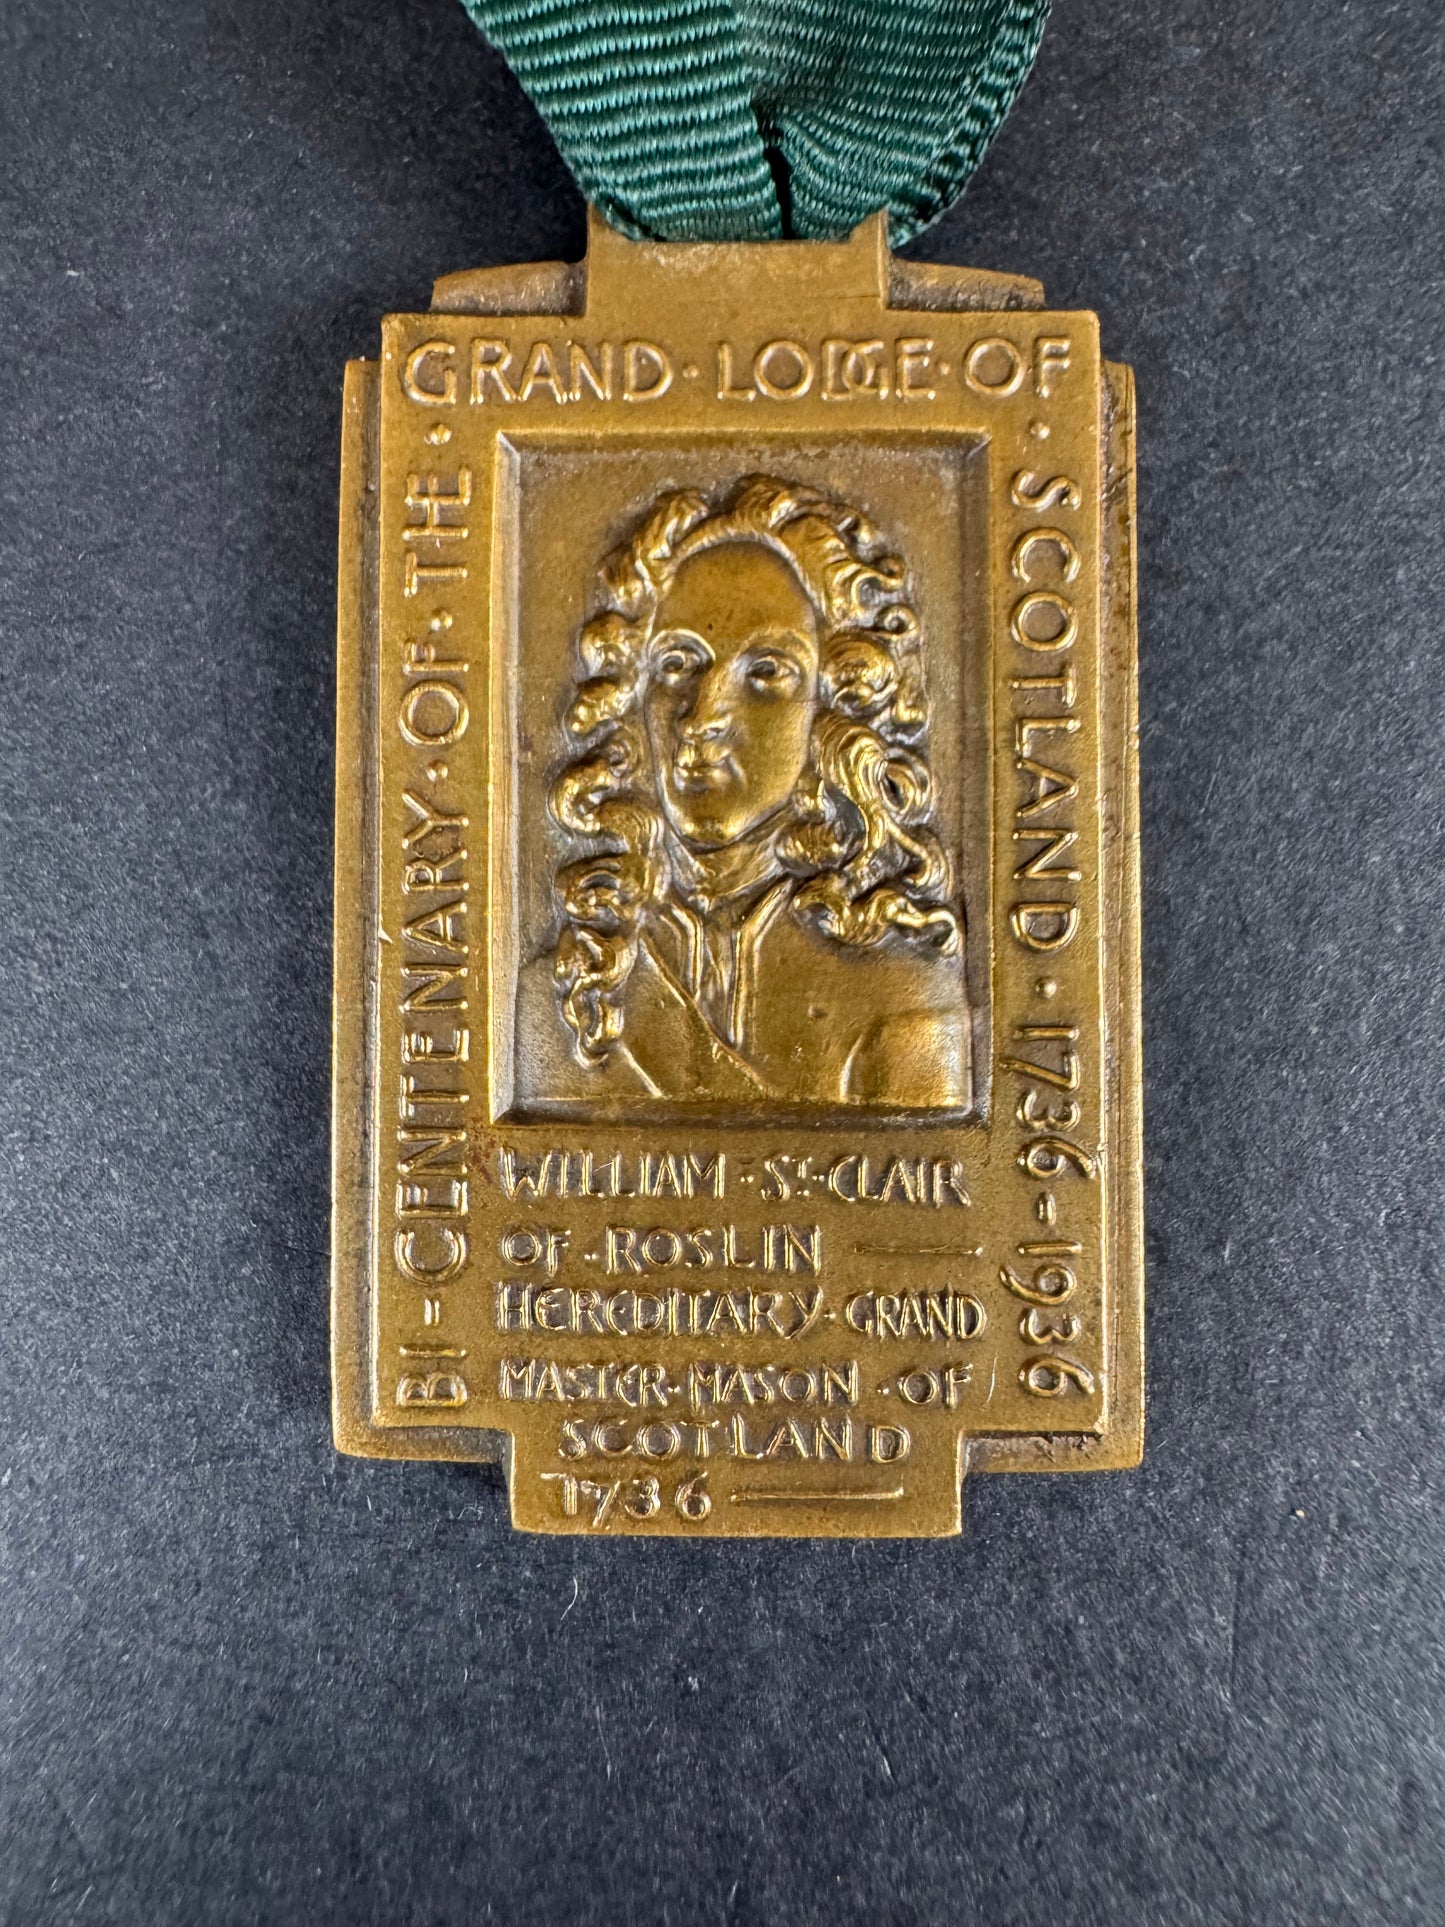 BI=CENTENARY·OF·THE·
GRAND·LODGE·OF·
SCOTLAND·1736=1936
WILLIAM·ST·CLAIR
OF·ROSLIN —
HEREDITARY·GRAND
MASTER·MASON·OF
SCOTLAND
1736 —